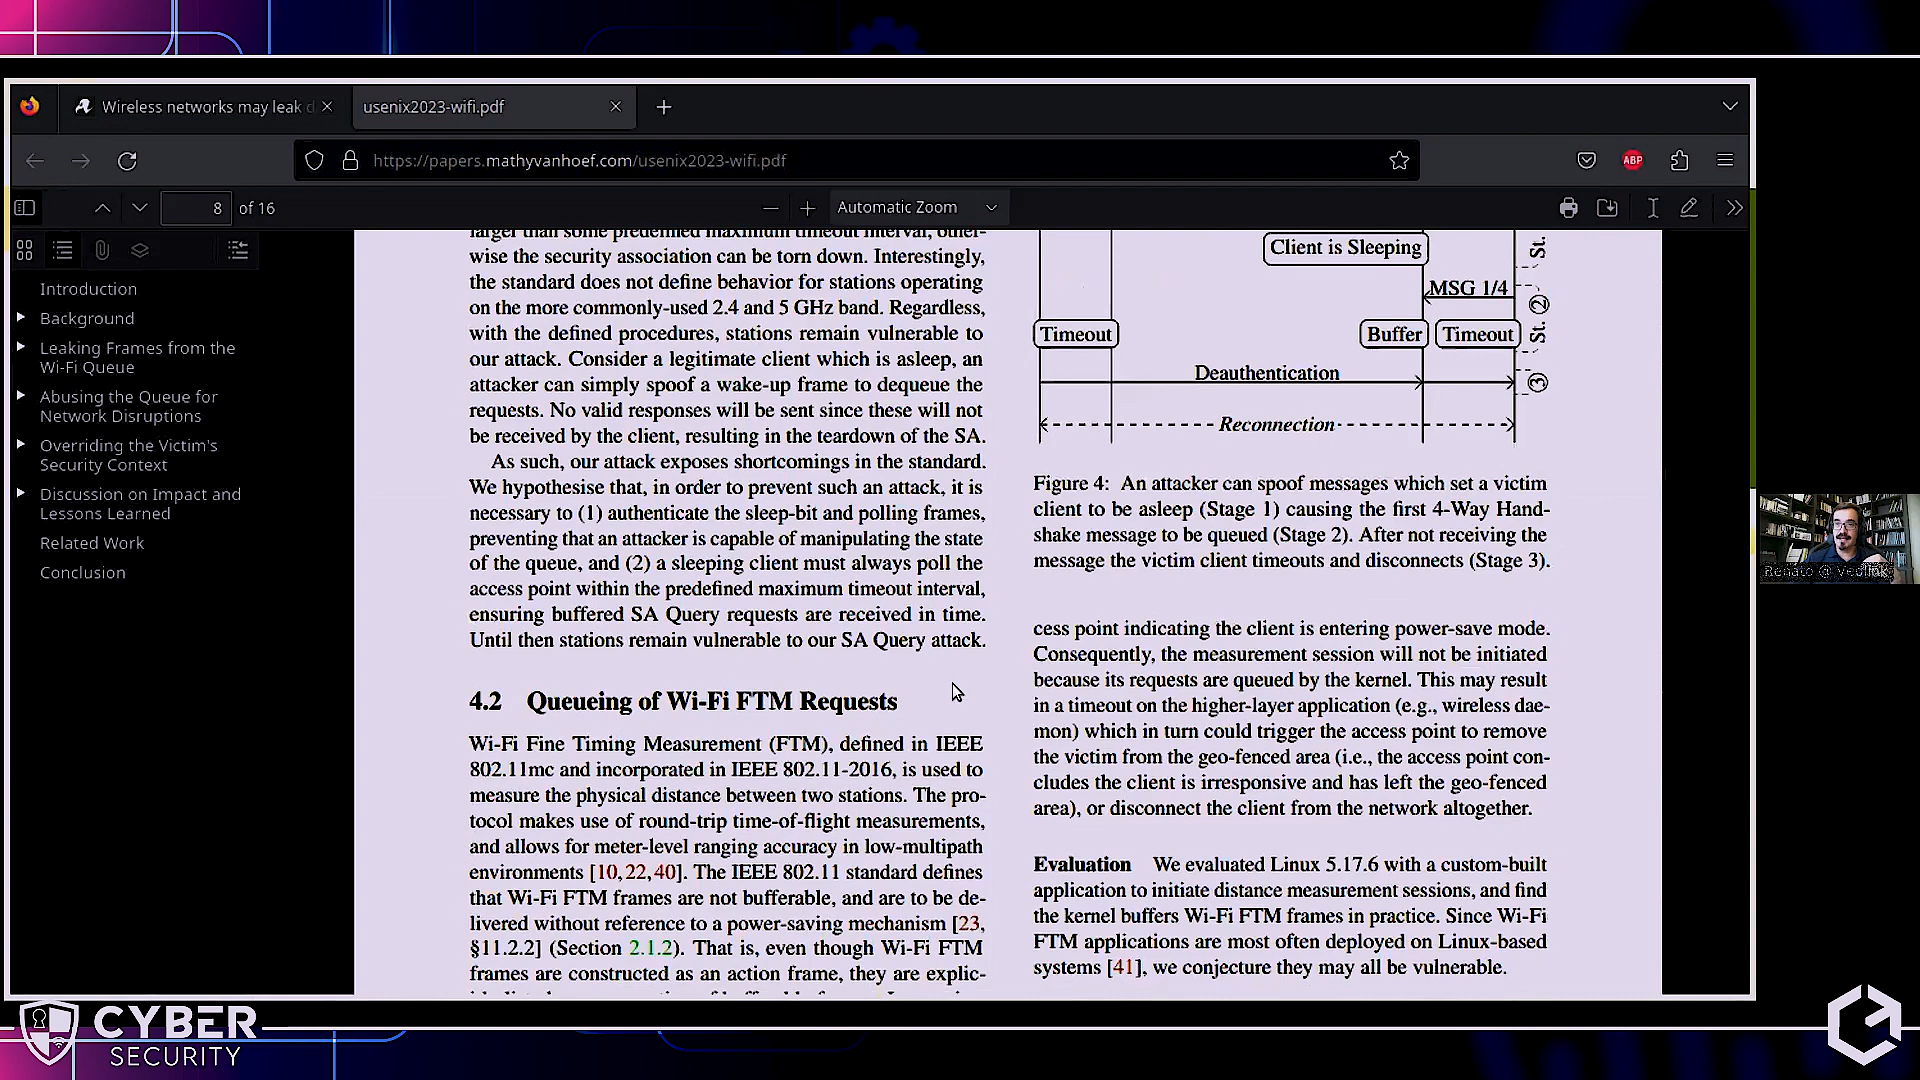 Wireless networks may leak d
usenix2023-wifi.pdf
https://papers.mathyvanhoef.com/usenix2023-wifi.pdf
ABP
8 of 16
Automatic Zoom
Introduction
Background
Leaking Frames from the
Wi-Fi Queue
Abusing the Queue for
Network Disruptions
Overriding the Victim's
Security Context
Discussion on Impact and
Lessons Learned
Related Work
Conclusion
larger than some predefined maximum timeout interval, other-
wise the security association can be torn down. Interestingly,
the standard does not define behavior for stations operating
on the more commonly-used 2.4 and 5 GHz band. Regardless,
with the defined procedures, stations remain vulnerable to
our attack. Consider a legitimate client which is asleep, an
attacker can simply spoof a wake-up frame to dequeue the
requests. No valid responses will be sent since these will not
be received by the client, resulting in the teardown of the SA.
As such, our attack exposes shortcomings in the standard.
We hypothesise that, in order to prevent such an attack, it is
necessary to (1) authenticate the sleep-bit and polling frames,
preventing that an attacker is capable of manipulating the state
of the queue, and (2) a sleeping client must always poll the
access point within the predefined maximum timeout interval,
ensuring buffered SA Query requests are received in time.
Until then stations remain vulnerable to our SA Query attack.
4.2 Queueing of Wi-Fi FTM Requests
Wi-Fi Fine Timing Measurement (FTM), defined in IEEE
802.11mc and incorporated in IEEE 802.11-2016, is used to
measure the physical distance between two stations. The pro-
tocol makes use of round-trip time-of-flight measurements,
and allows for meter-level ranging accuracy in low-multipath
environments [10,22,40]. The IEEE 802.11 standard defines
that Wi-Fi FTM frames are not bufferable, and are to be de-
livered without reference to a power-saving mechanism [23,
§11.2.2] (Section 2.1.2). That is, even though Wi-Fi FTM
frames are constructed as an action frame, they are explic-
Client is Sleeping
St.
MSG 1/4
②
Timeout
Buffer
Timeout
St.
Deauthentication
③
Reconnection
Figure 4: An attacker can spoof messages which set a victim
client to be asleep (Stage 1) causing the first 4-Way Hand-
shake message to be queued (Stage 2). After not receiving the
message the victim client timeouts and disconnects (Stage 3).
cess point indicating the client is entering power-save mode.
Consequently, the measurement session will not be initiated
because its requests are queued by the kernel. This may result
in a timeout on the higher-layer application (e.g., wireless dae-
mon) which in turn could trigger the access point to remove
the victim from the geo-fenced area (i.e., the access point con-
cludes the client is irresponsive and has left the geo-fenced
area), or disconnect the client from the network altogether.
Evaluation We evaluated Linux 5.17.6 with a custom-built
application to initiate distance measurement sessions, and find
the kernel buffers Wi-Fi FTM frames in practice. Since Wi-Fi
FTM applications are most often deployed on Linux-based
systems [41], we conjecture they may all be vulnerable.
Renato @ Vedlink
CYBER
SECURITY